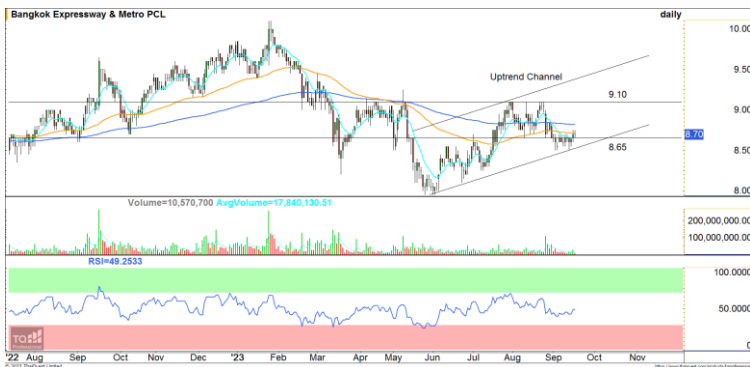 Bangkok Expressway & Metro PCL
daily
10.00
9.50
Uptrend Channel
9.10
9.00
8.70
8.65
8.50
8.00
Volume=10,570,700 AvgVolume=17,840,130.51
200,000,000.00
100,000,000.00
RSI=49.2533
100.0000
50.0000
0
TQ
'22 Aug Sep Oct Nov Dec '23 Feb Mar Apr May Jun Jul Aug Sep Oct Nov